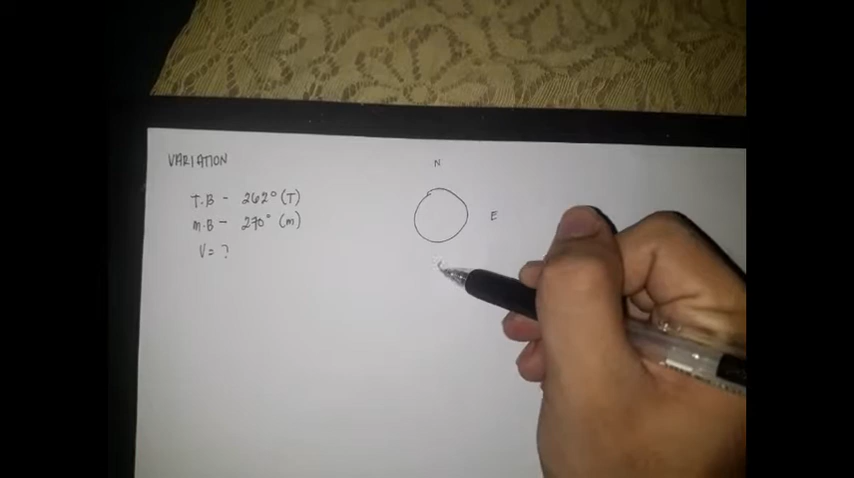 VARIATION
N
T.B - 262° (T)
M.B - 270° (m)
E
V = ?